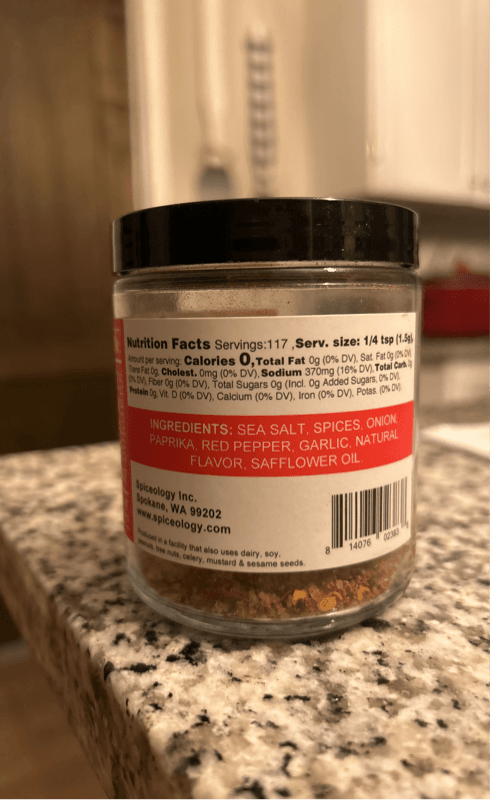 Nutrition Facts Servings:117 ,Serv. size: 1/4 tsp (1.5g),
Amount per serving: Calories 0, Total Fat 0g (0% DV), Sat. Fat 0g (0% DV),
Trans Fat 0g, Cholest. 0mg (0% DV), Sodium 370mg (16% DV), Total Carb. 0g
(0% DV), Fiber 0g (0% DV), Total Sugars 0g (Incl. 0g Added Sugars, 0% DV),
Protein 0g, Vit. D (0% DV), Calcium (0% DV), Iron (0% DV), Potas. (0% DV).
INGREDIENTS: SEA SALT, SPICES, ONION,
PAPRIKA, RED PEPPER, GARLIC, NATURAL
FLAVOR, SAFFLOWER OIL.
Spiceology Inc.
Spokane, WA 99202
www.spiceology.com
Produced in a facility that also uses dairy, soy,
peanuts, tree nuts, celery, mustard & sesame seeds.
8 14076 02383